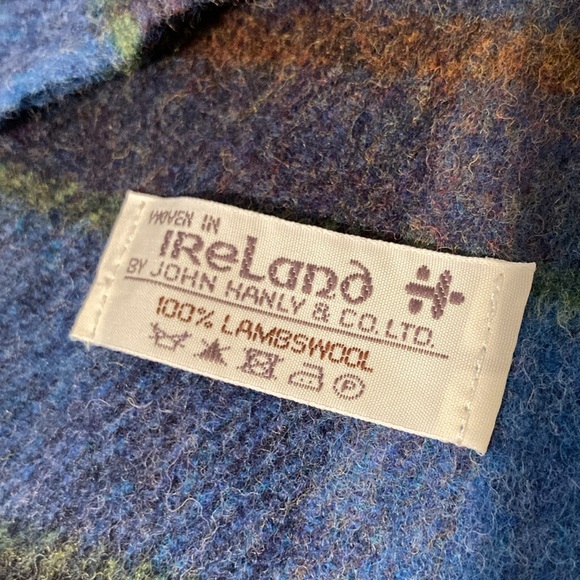 WOVEN IN
IReLand
BY JOHN HANLY & CO. LTD.
100% LAMBSWOOL
P